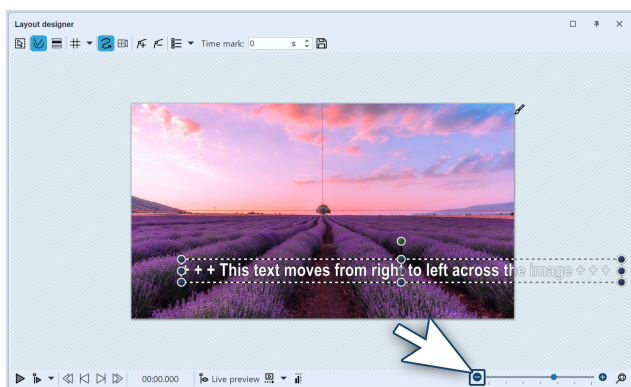 Layout designer
Time mark: 0 s
+ + + This text moves from right to left across the image + + +
00:00.000 Live preview